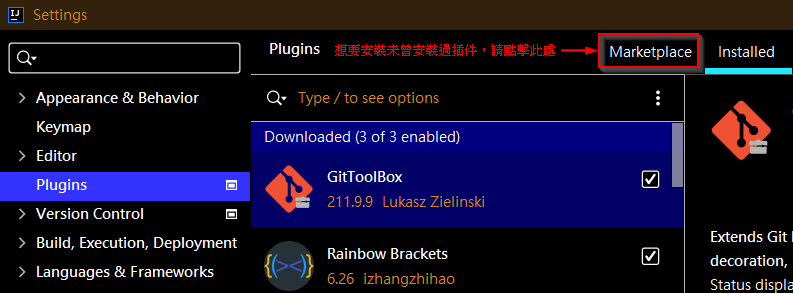 IJ
Settings
Plugins 想要安裝未曾安裝過插件，請點擊此處 Marketplace Installed
Appearance & Behavior
Keymap
Editor
Plugins
Version Control
Build, Execution, Deployment
Languages & Frameworks
Type / to see options
Downloaded (3 of 3 enabled)
GitToolBox
211.9.9 Lukasz Zielinski
Rainbow Brackets
6.26 izhangzhihao
Extends Git
decoration,
Status displa